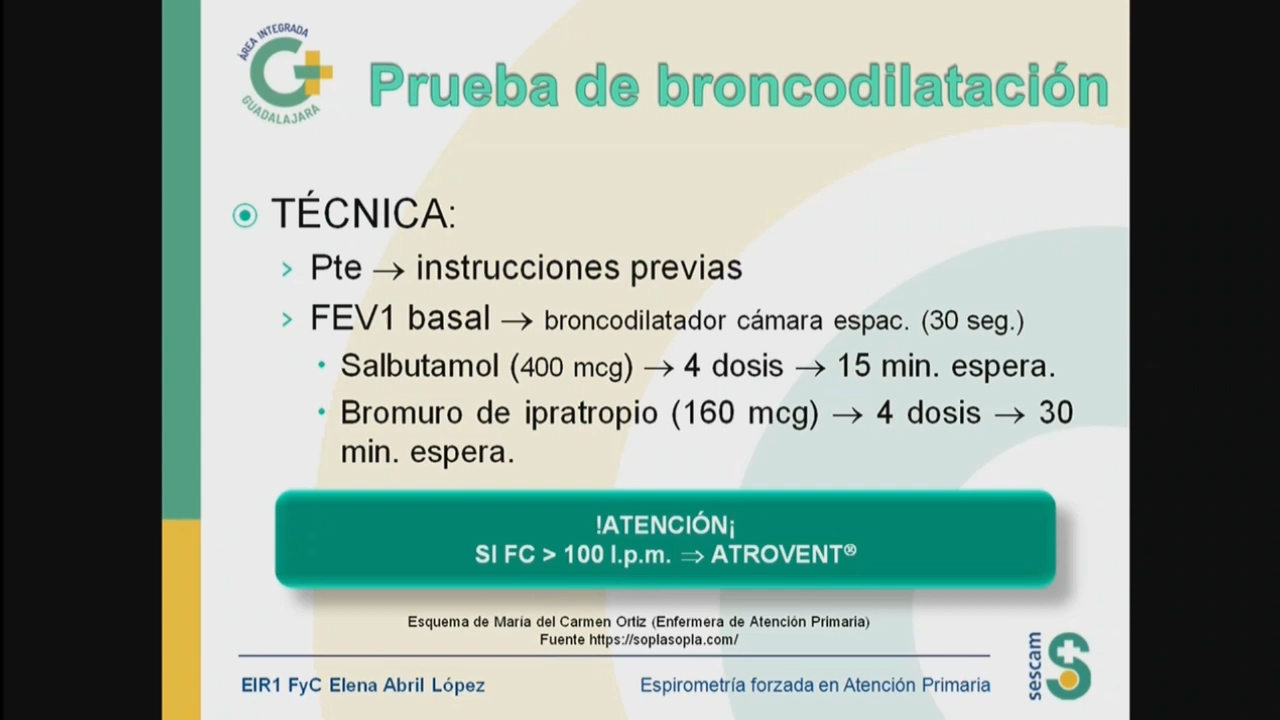 ÀREA INTEGRADA
GUADALAJARA
Prueba de broncodilatación
TÉCNICA:
Pte → instrucciones previas
FEV1 basal → broncodilatador cámara espac. (30 seg.)
Salbutamol (400 mcg) → 4 dosis → 15 min. espera.
Bromuro de ipratropio (160 mcg) → 4 dosis → 30
min. espera.
!ATENCIÓN¡
SI FC > 100 l.p.m. ⇒ ATROVENT®
Esquema de María del Carmen Ortiz (Enfermera de Atención Primaria)
Fuente https://soplasopla.com/
EIR1 FyC Elena Abril López
Espirometría forzada en Atención Primaria
sescam